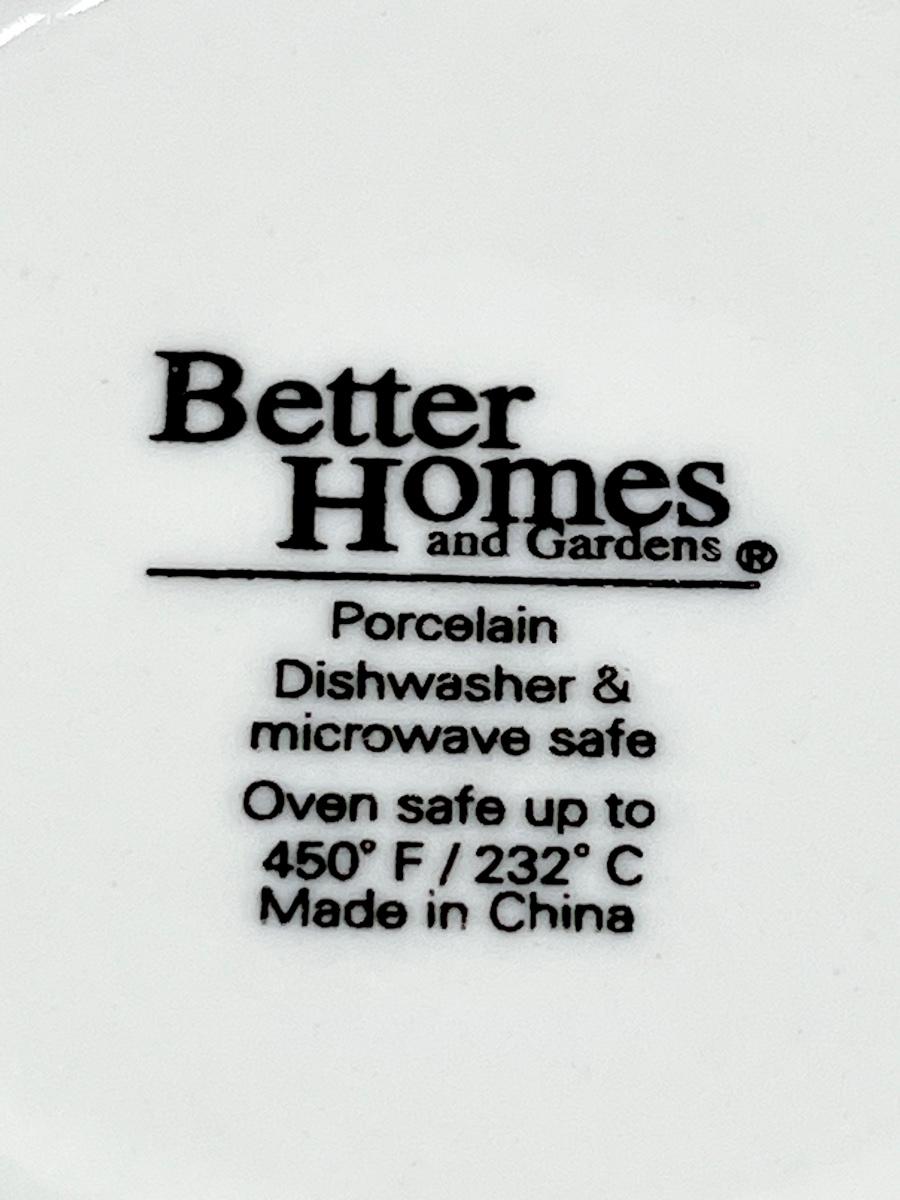 Better
Homes
and Gardens ®
Porcelain
Dishwasher &
microwave safe
Oven safe up to
450° F / 232° C
Made in China